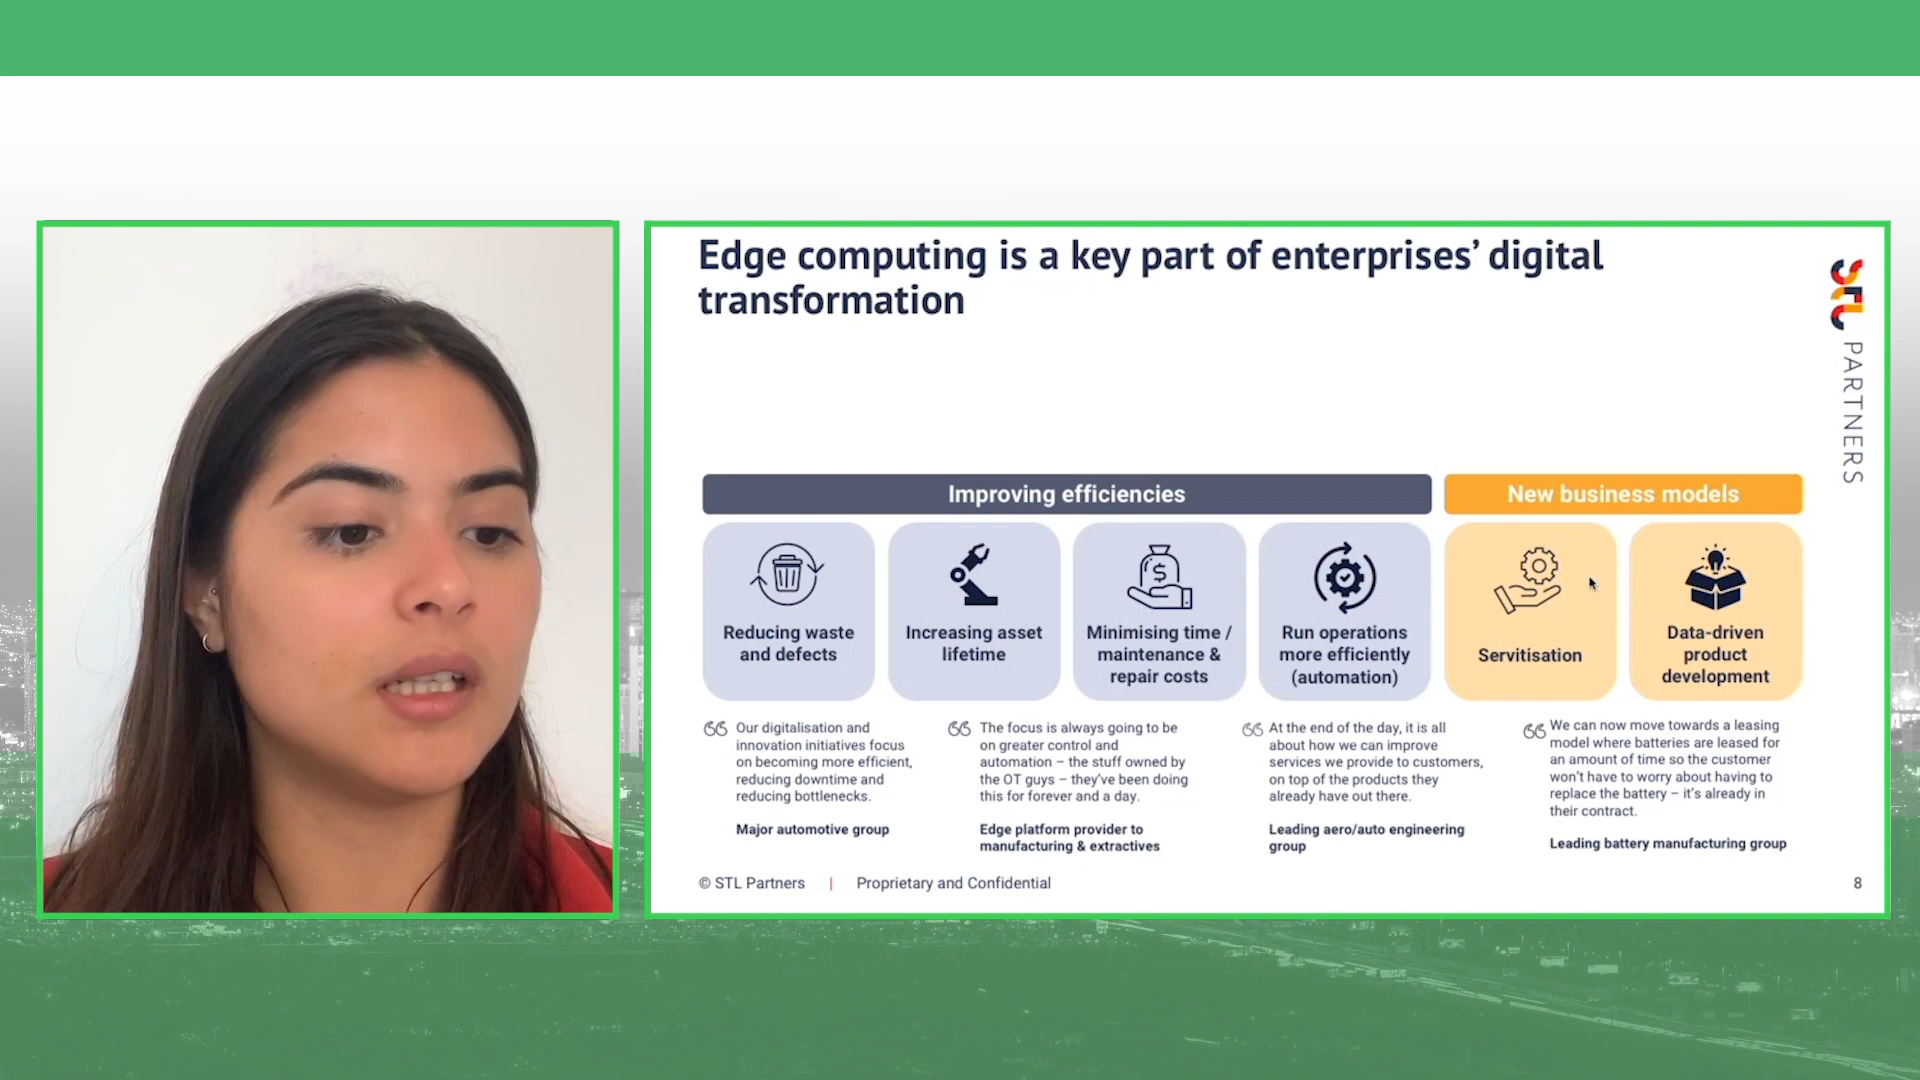 Edge computing is a key part of enterprises’ digital
transformation
STL PARTNERS
Improving efficiencies
New business models
Reducing waste
and defects
Increasing asset
lifetime
Minimising time /
maintenance &
repair costs
Run operations
more efficiently
(automation)
Servitisation
Data-driven
product
development
Our digitalisation and
innovation initiatives focus
on becoming more efficient,
reducing downtime and
reducing bottlenecks.
Major automotive group
The focus is always going to be
on greater control and
automation – the stuff owned by
the OT guys – they’ve been doing
this for forever and a day.
Edge platform provider to
manufacturing & extractives
At the end of the day, it is all
about how we can improve
services we provide to customers,
on top of the products they
already have out there.
Leading aero/auto engineering
group
We can now move towards a leasing
model where batteries are leased for
an amount of time so the customer
won’t have to worry about having to
replace the battery – it’s already in
their contract.
Leading battery manufacturing group
© STL Partners | Proprietary and Confidential
8